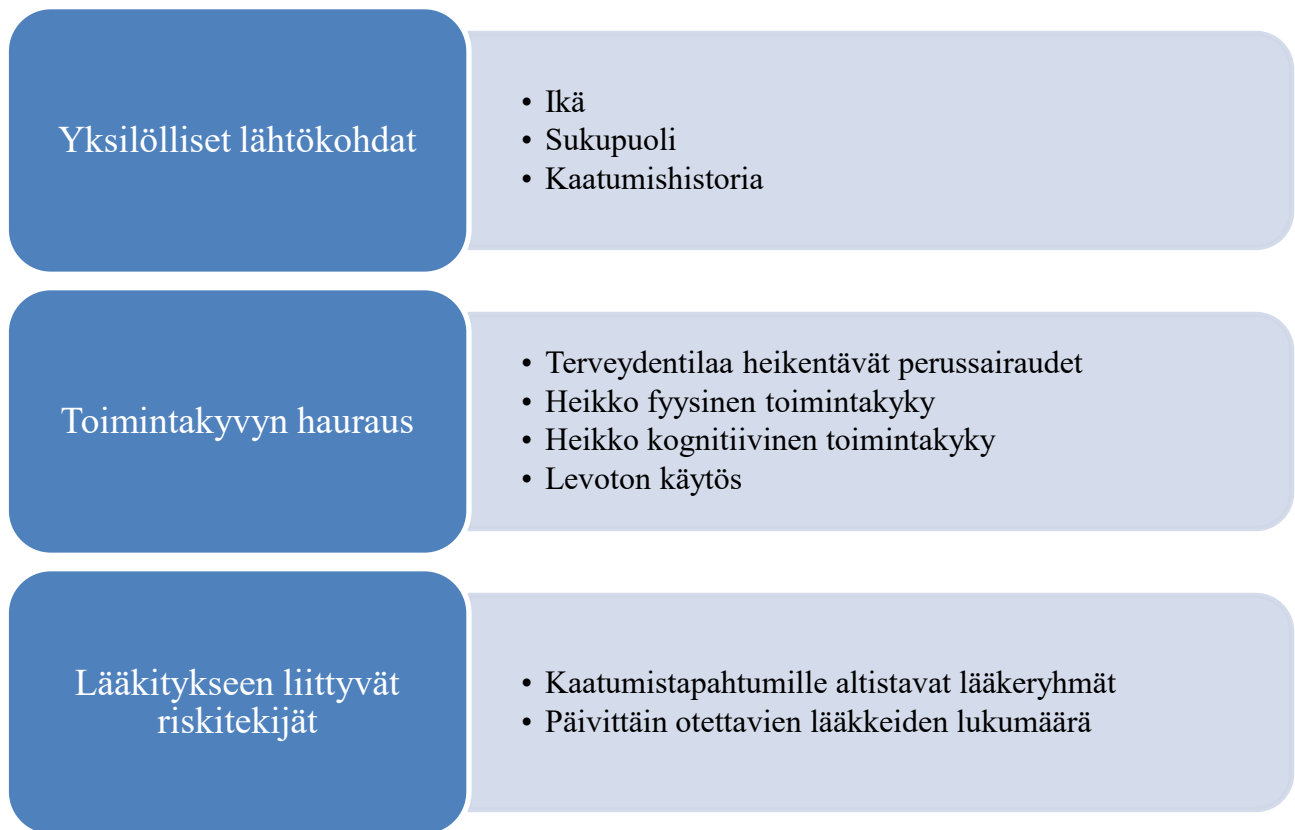 Yksilölliset lähtökohdat
• Ikä
• Sukupuoli
• Kaatumishistoria
Toimintakyvyn hauraus
• Terveydentilaa heikentävät perussairaudet
• Heikko fyysinen toimintakyky
• Heikko kognitiivinen toimintakyky
• Levoton käytös
Lääkitykseen liittyvät
riskitekijät
• Kaatumistapahtumille altistavat lääkeryhmät
• Päivittäin otettavien lääkkeiden lukumäärä